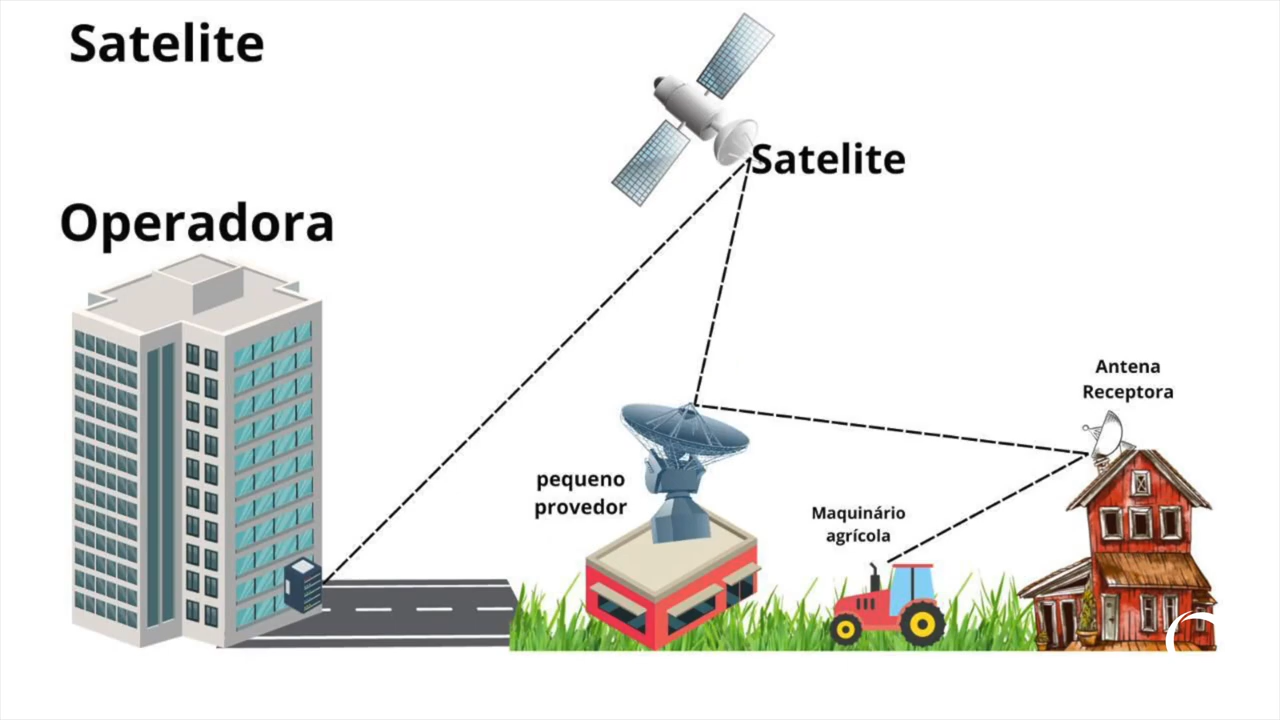 Satelite
Satelite
Operadora
Antena
Receptora
pequeno
provedor
Maquinário
agrícola